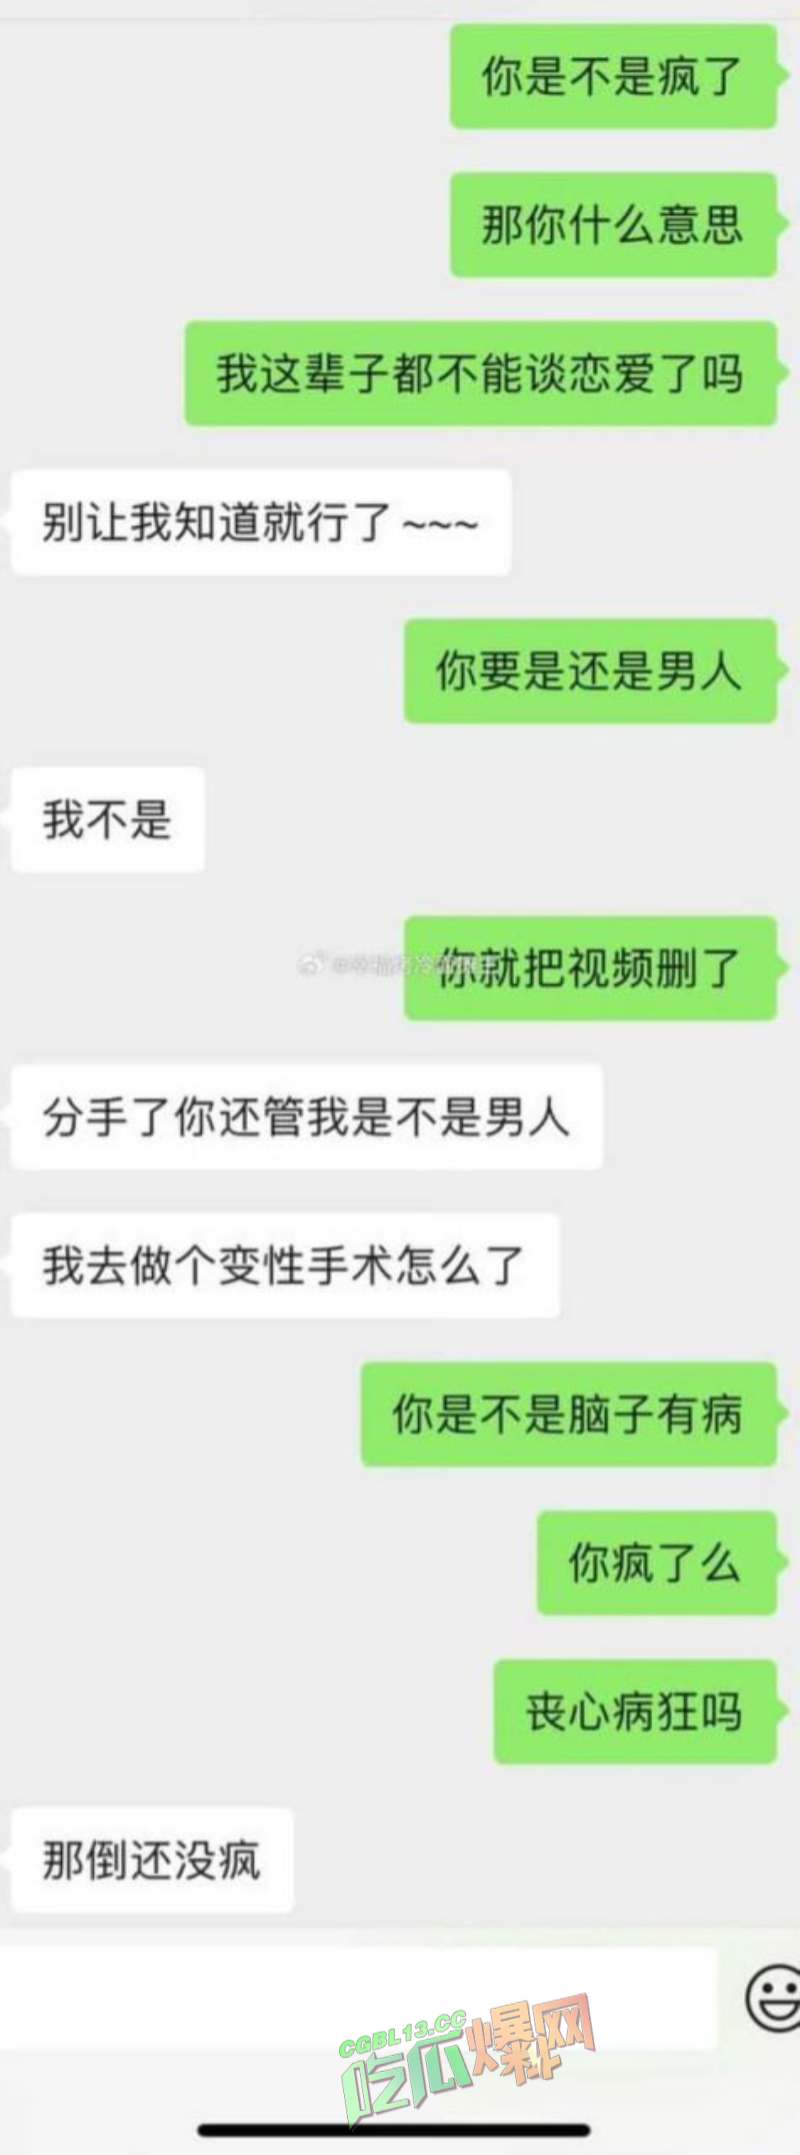 你是不是疯了
那你什么意思
我这辈子都不能谈恋爱了吗
别让我知道就行了~~~
你要是还是男人
我不是
你就把视频删了
分手了你还管我是不是男人
我去做个变性手术怎么了
你是不是脑子有病
你疯了么
丧心病狂吗
那倒还没疯
CGBL13.CC
吃瓜爆料网